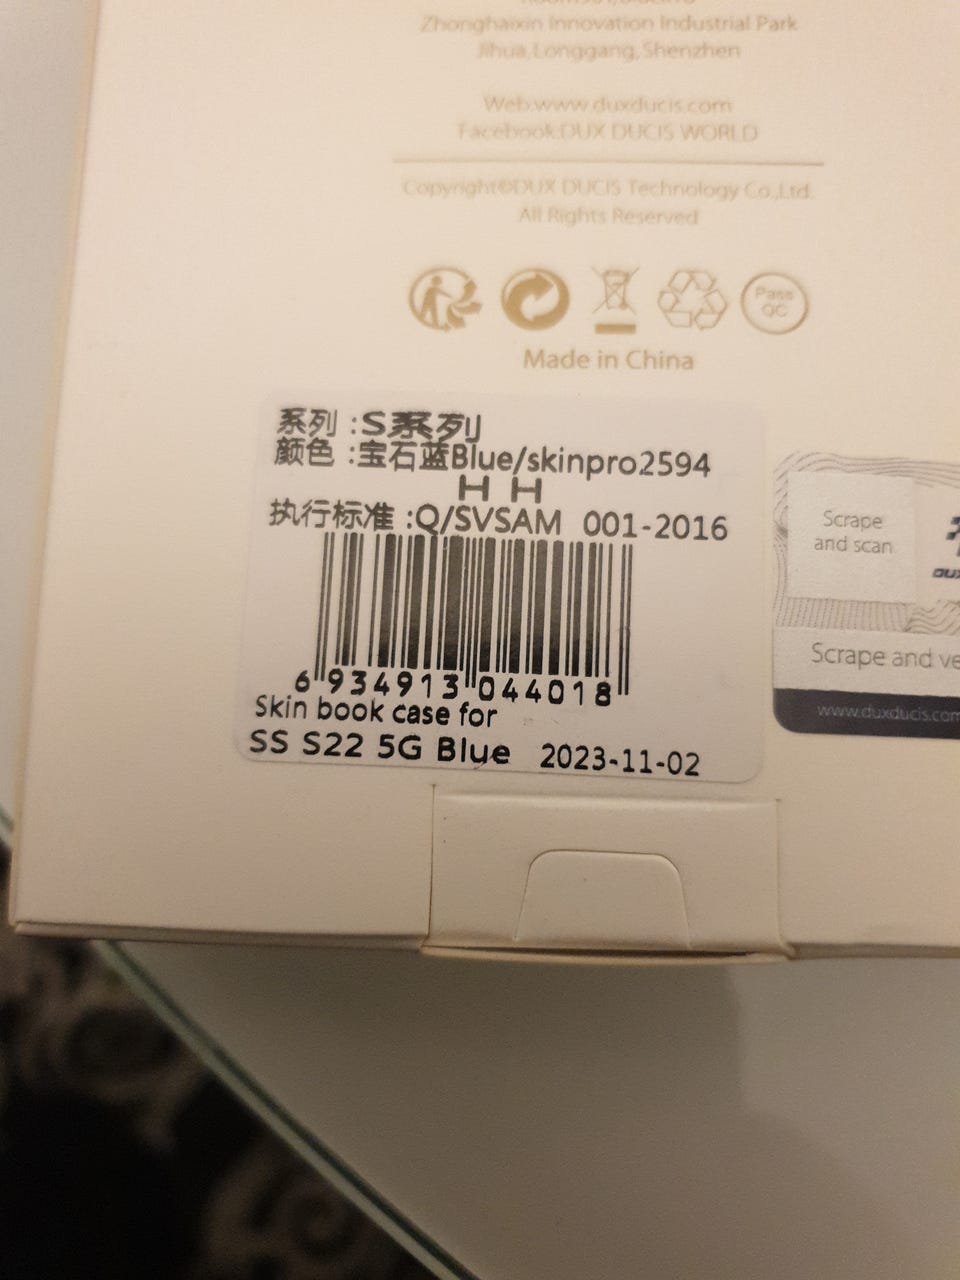 Zhonghaixin Innovation Industrial Park
Jihua,Longgang,Shenzhen
Web:www.duxducis.com
Facebook:DUX DUCIS WORLD
Copyright©DUX DUCIS Technology Co.,Ltd.
All Rights Reserved
Pass
QC
Made in China
系列 :S系列
颜色 :宝石蓝Blue/skinpro2594
H H
执行标准 :Q/SVSAM 001-2016
6 934913 044018
Skin book case for
SS S22 5G Blue 2023-11-02
Scrape
and scan
Scrape and
www.duxducis.com